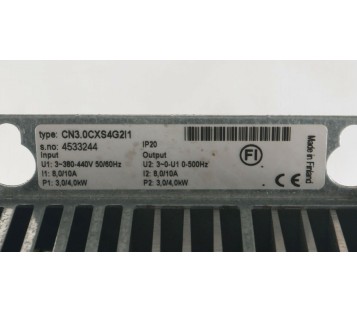 type: CN3.0CXS4G2I1
s.no: 4533244
IP20
Input
Output
U1: 3~380-440V 50/60Hz
U2: 3~0-U1 0-500Hz
I1: 8,0/10A
I2: 8,0/10A
P1: 3,0/4,0kW
P2: 3,0/4,0kW
FI
CE
Made in Finland